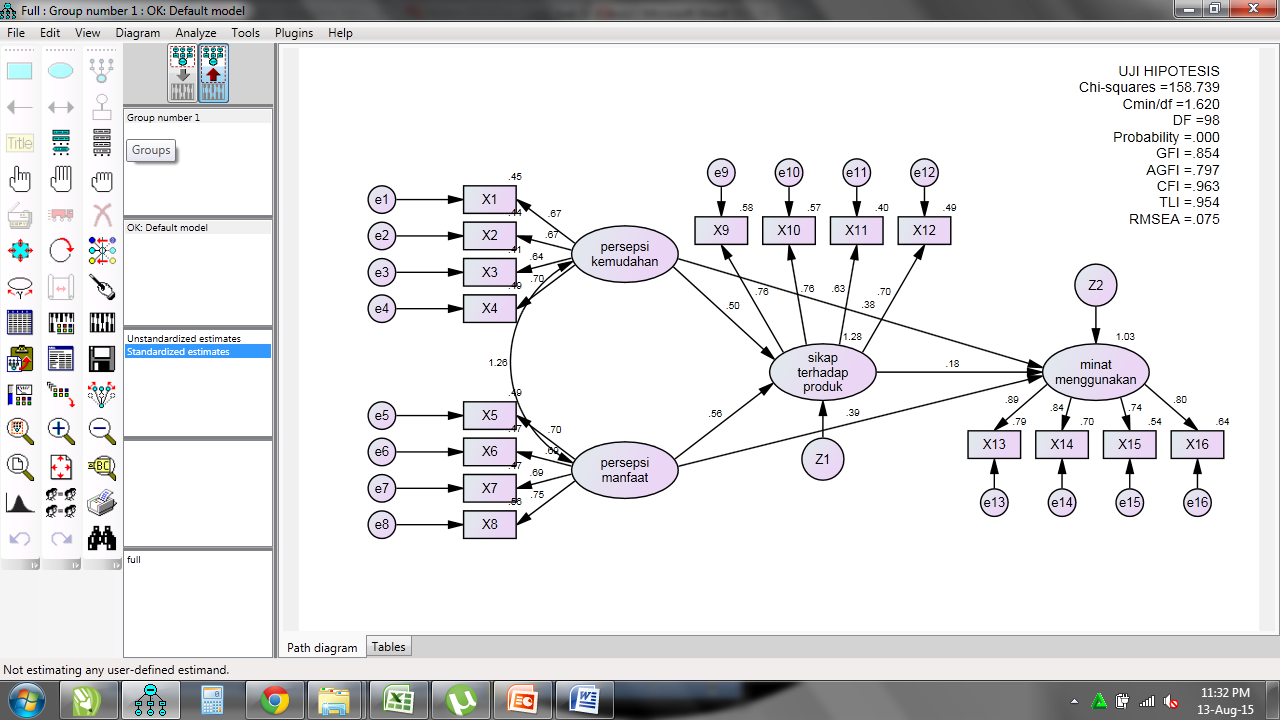 Full : Group number 1 : OK: Default model
File Edit View Diagram Analyze Tools Plugins Help
Title
Group number 1
Groups
OK: Default model
Unstandardized estimates
Standardized estimates
full
UJI HIPOTESIS
Chi-squares =158.739
Cmin/df =1.620
DF =98
Probability =.000
GFI =.854
AGFI =.797
CFI =.963
TLI =.954
RMSEA =.075
e9 e10 e11 e12
.58 .57 .40 .49
X9 X10 X11 X12
.76 .76 .63 .70
.45
e1 X1 .67
e2 X2 .67
e3 X3 .64
e4 X4 .70
persepsi
kemudahan
.50
.38
1.26
1.28
sikap
terhadap
produk
.18
Z2
1.03
minat
menggunakan
.56
.39
Z1
.49
e5 X5 .70
e6 X6
e7 X7 .69
e8 X8 .75
persepsi
manfaat
.89 .84 .74 .80
.79 .70 .54 .64
X13 X14 X15 X16
e13 e14 e15 e16
Path diagram Tables
Not estimating any user-defined estimand.
11:32 PM
13-Aug-15